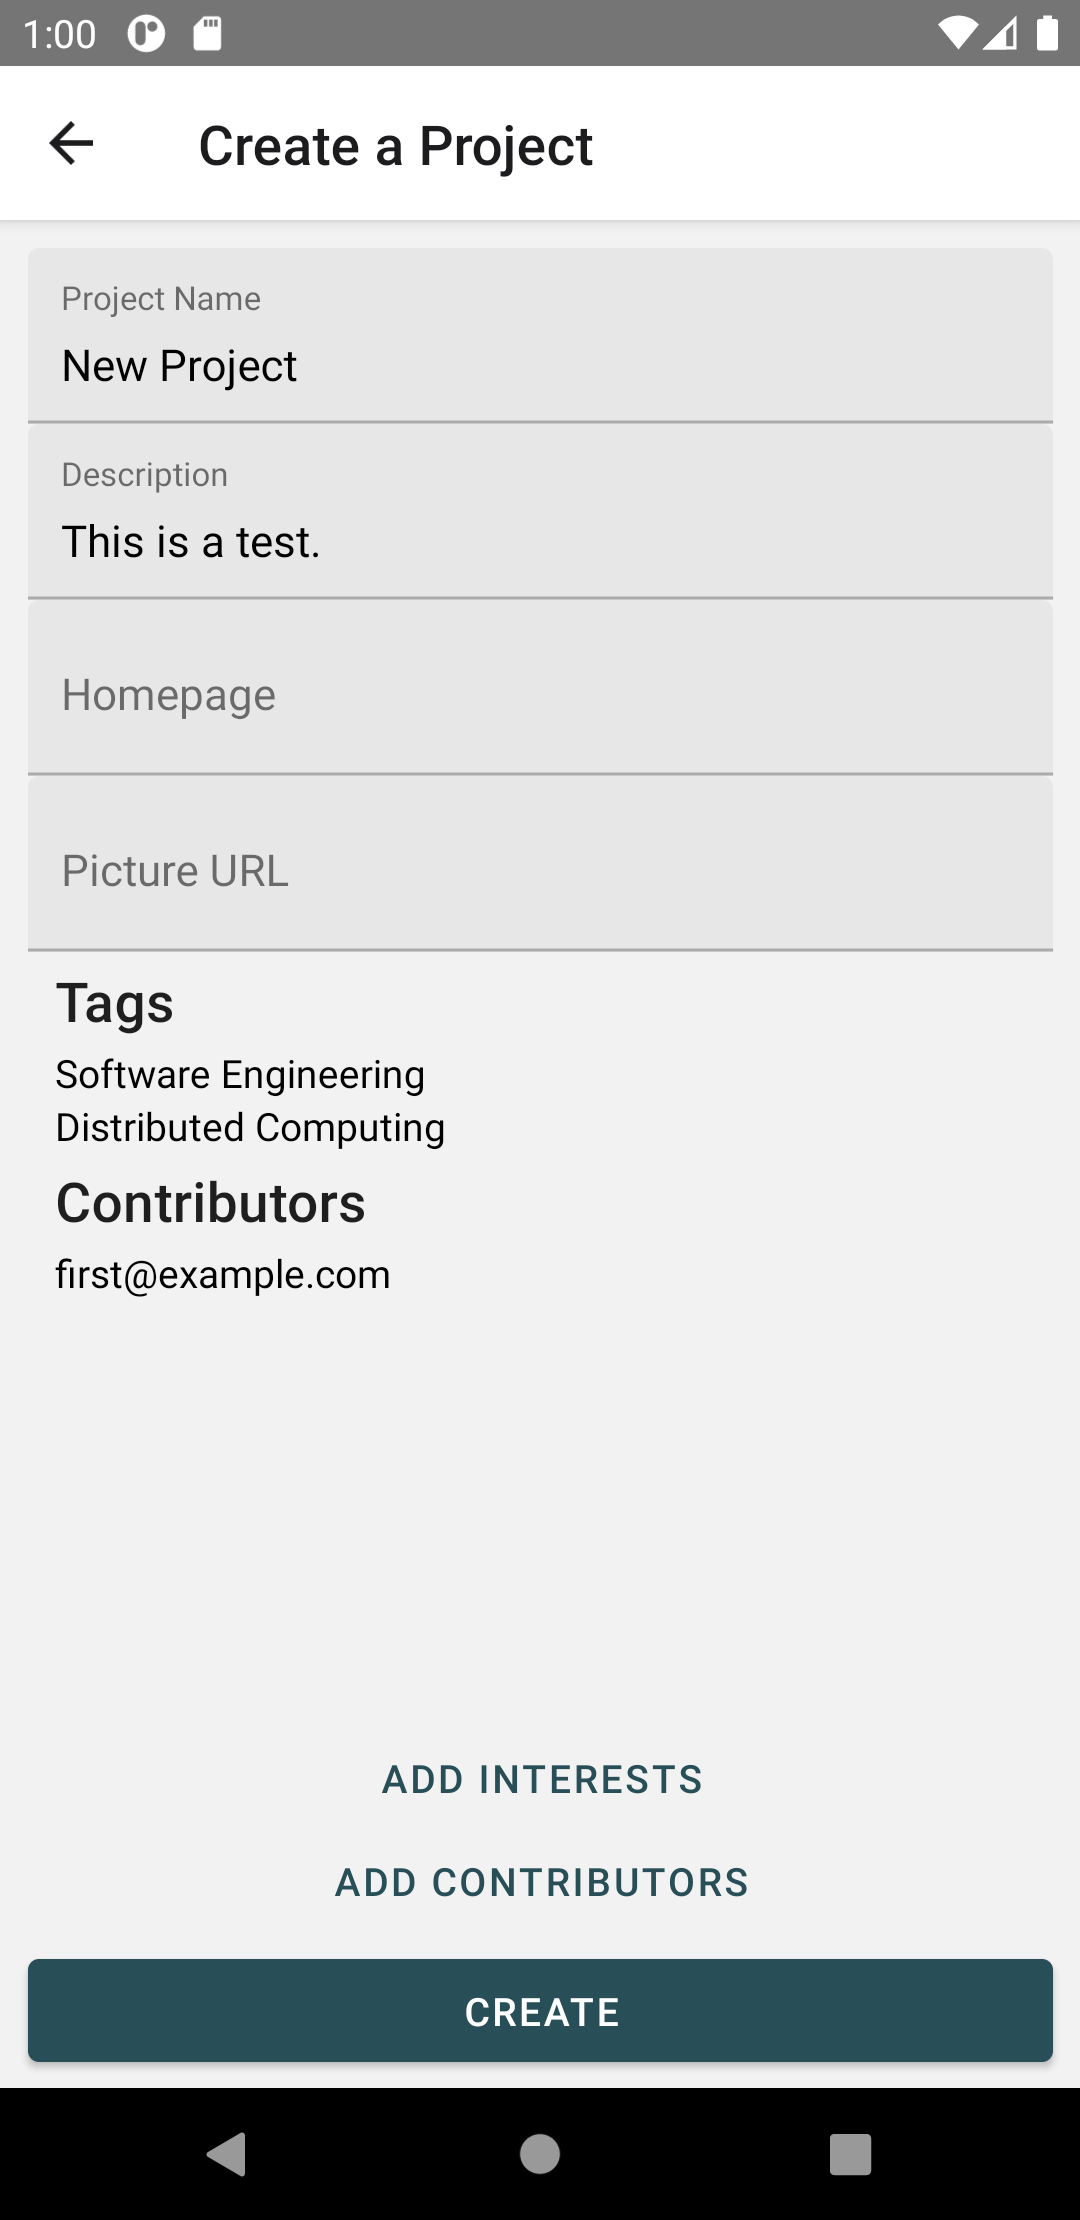 1:00
Create a Project
Project Name
New Project
Description
This is a test.
Homepage
Picture URL
Tags
Software Engineering
Distributed Computing
Contributors
first@example.com
ADD INTERESTS
ADD CONTRIBUTORS
CREATE